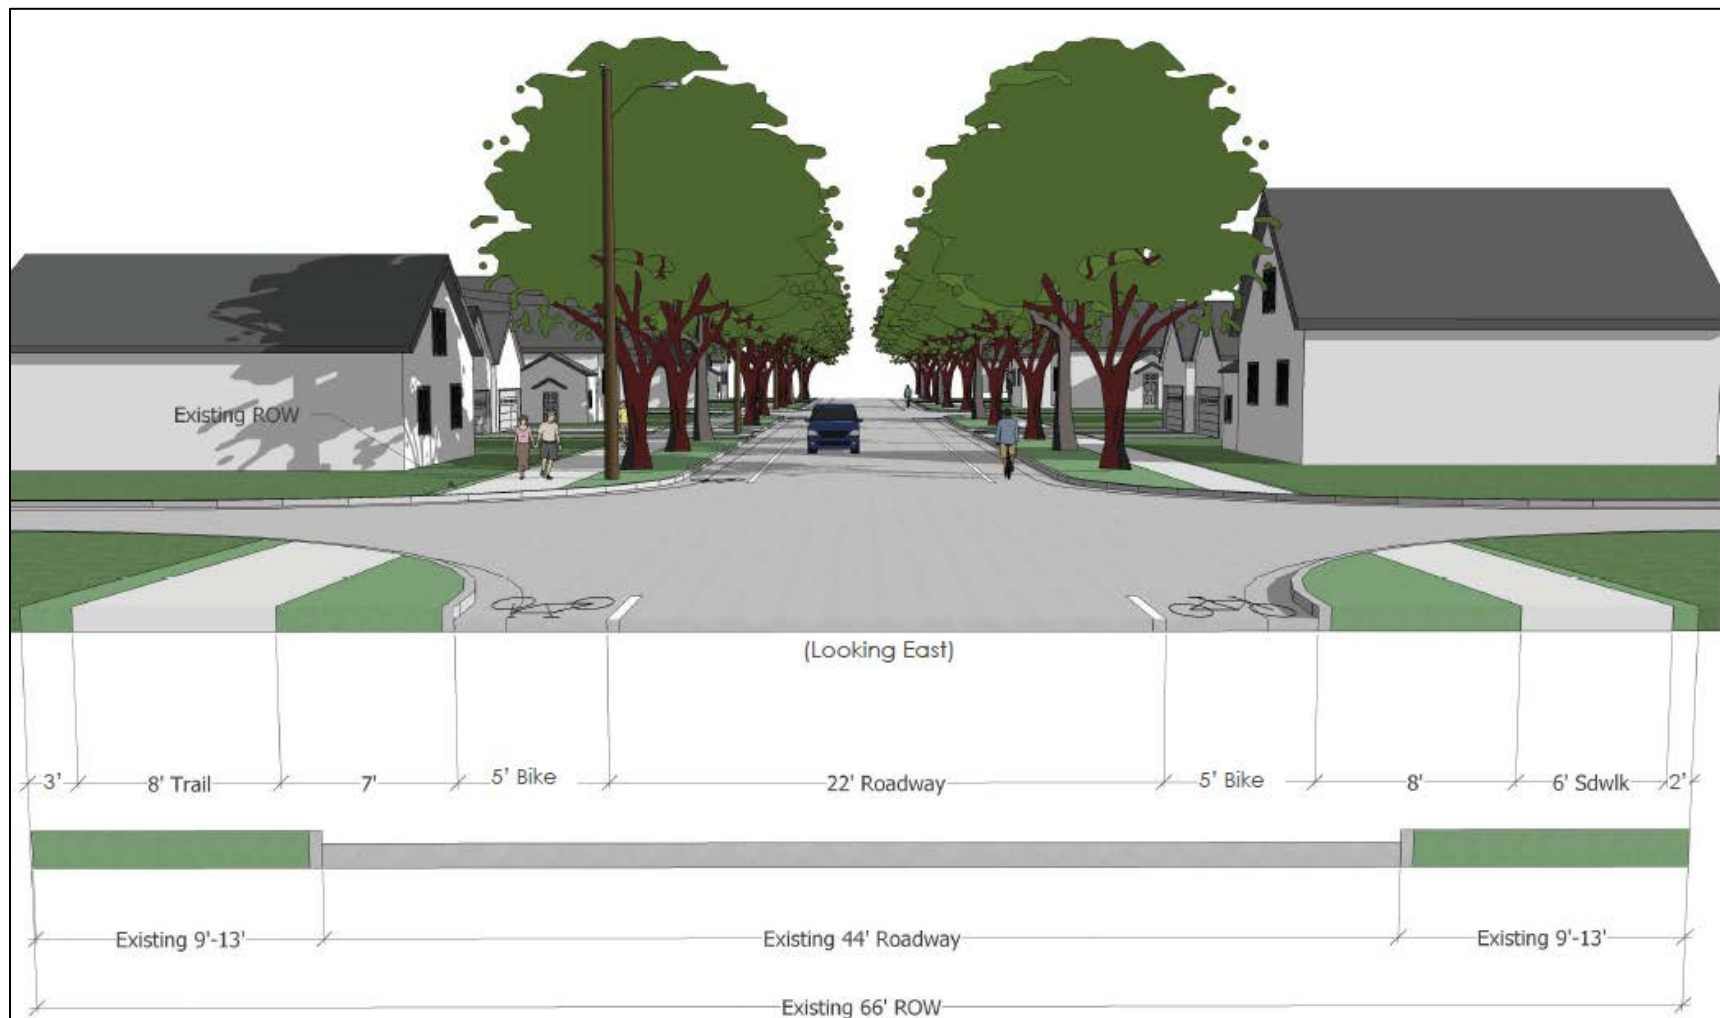 Existing ROW
(Looking East)
3' 8' Trail 7' 5' Bike 22' Roadway 5' Bike 8' 6' Sdwlk 2'
Existing 9'-13' Existing 44' Roadway Existing 9'-13'
Existing 66' ROW